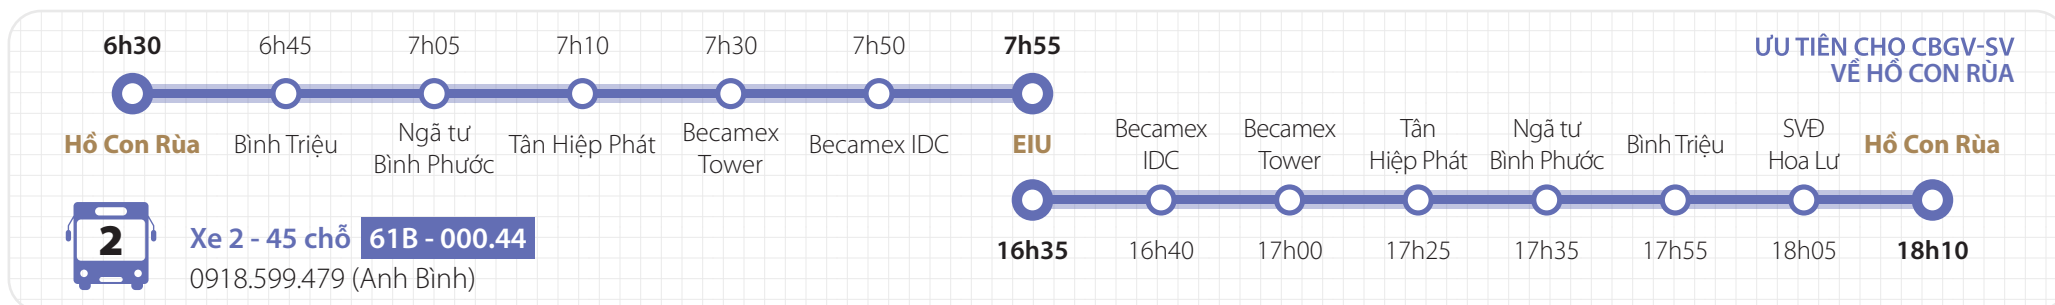 6h30 6h45 7h05 7h10 7h30 7h50 7h55
ƯU TIÊN CHO CBGV-SV
VỀ HỒ CON RÙA
Hồ Con Rùa
Bình Triệu
Ngã tư
Bình Phước
Tân Hiệp Phát
Becamex
Tower
Becamex IDC
EIU
Becamex
IDC
Becamex
Tower
Tân
Hiệp Phát
Ngã tư
Bình Phước
Bình Triệu
SVĐ
Hoa Lư
Hồ Con Rùa
16h35 16h40 17h00 17h25 17h35 17h55 18h05 18h10
2
Xe 2 - 45 chỗ 61B - 000.44
0918.599.479 (Anh Bình)